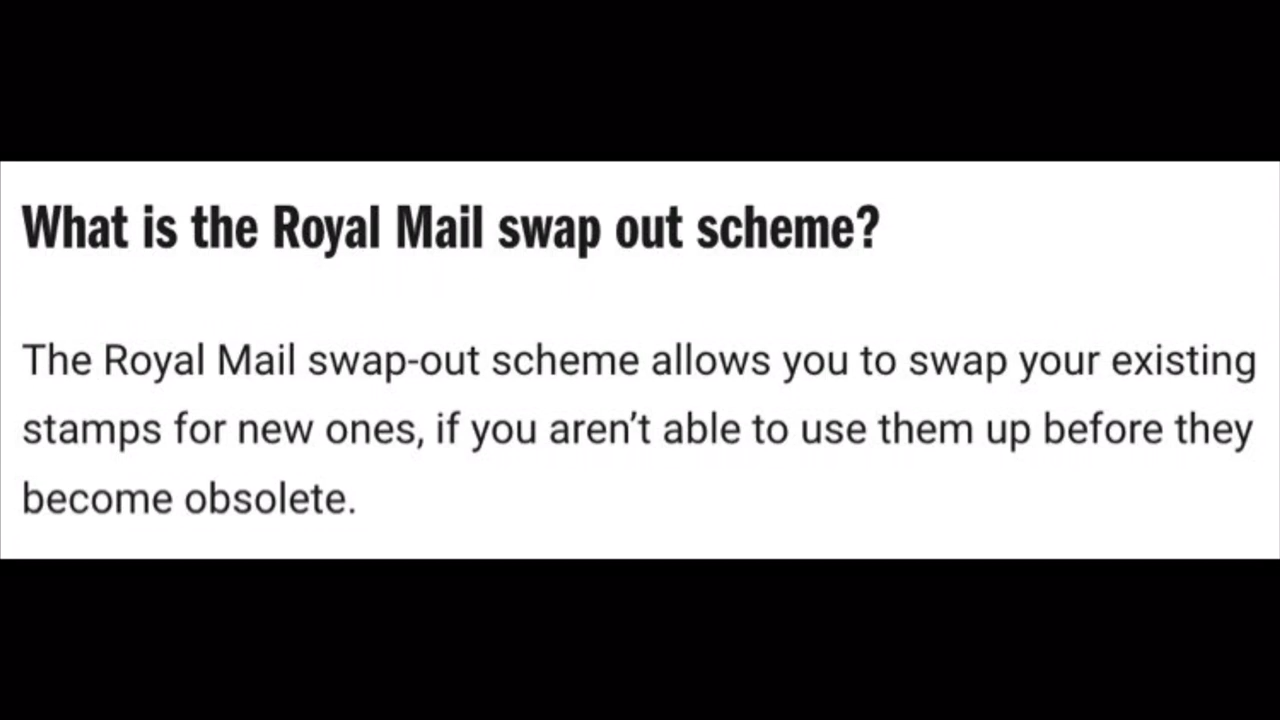 What is the Royal Mail swap out scheme?
The Royal Mail swap-out scheme allows you to swap your existing
stamps for new ones, if you aren’t able to use them up before they
become obsolete.